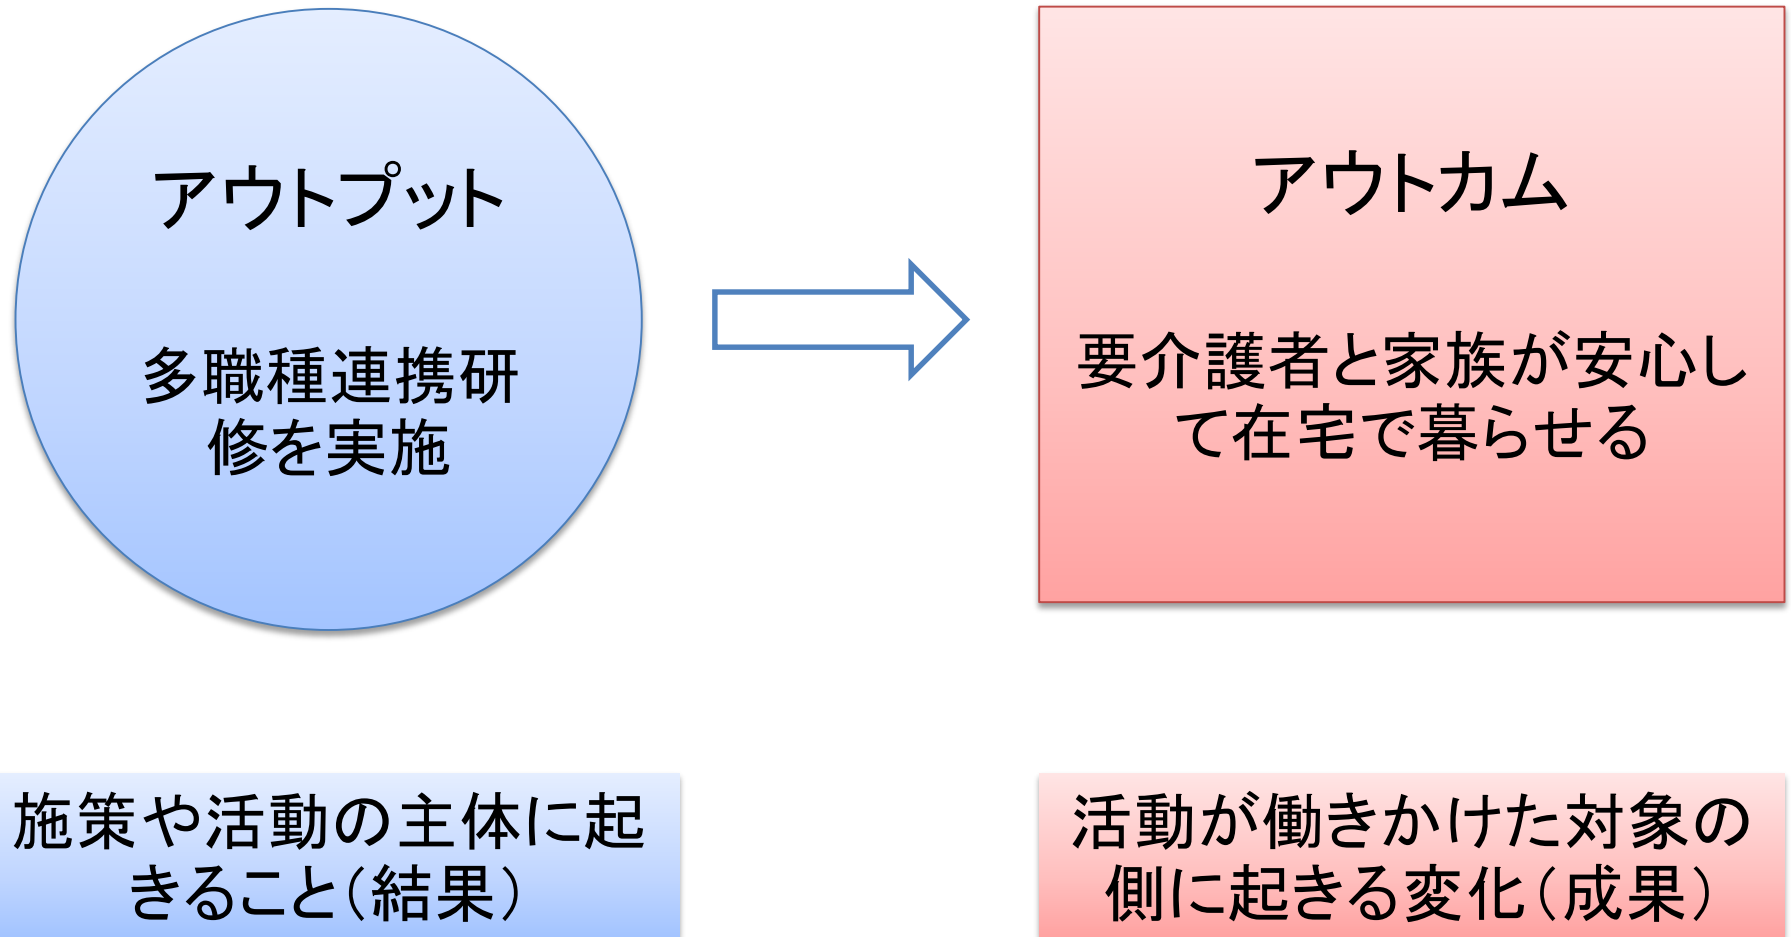 アウトプット
多職種連携研
修を実施
アウトカム
要介護者と家族が安心し
て在宅で暮らせる
施策や活動の主体に起
きること（結果）
活動が働きかけた対象の
側に起きる変化（成果）